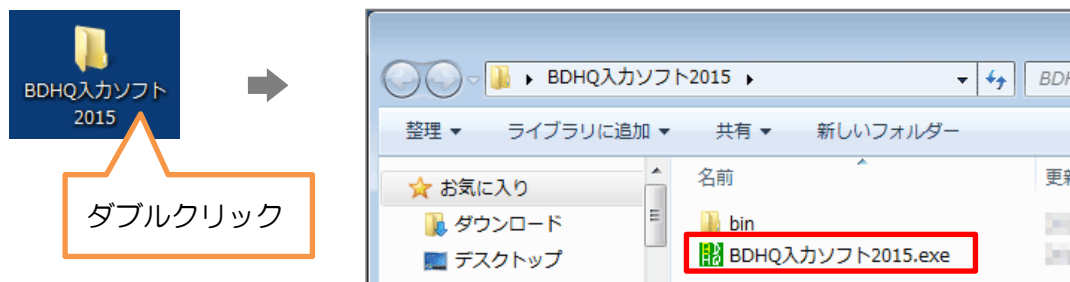 BDHQ入力ソフト
2015
ダブルクリック
BDHQ入力ソフト2015
BDH
整理 ライブラリに追加 共有 新しいフォルダー
お気に入り
ダウンロード
デスクトップ
名前 更新
bin
BDHQ入力ソフト2015.exe